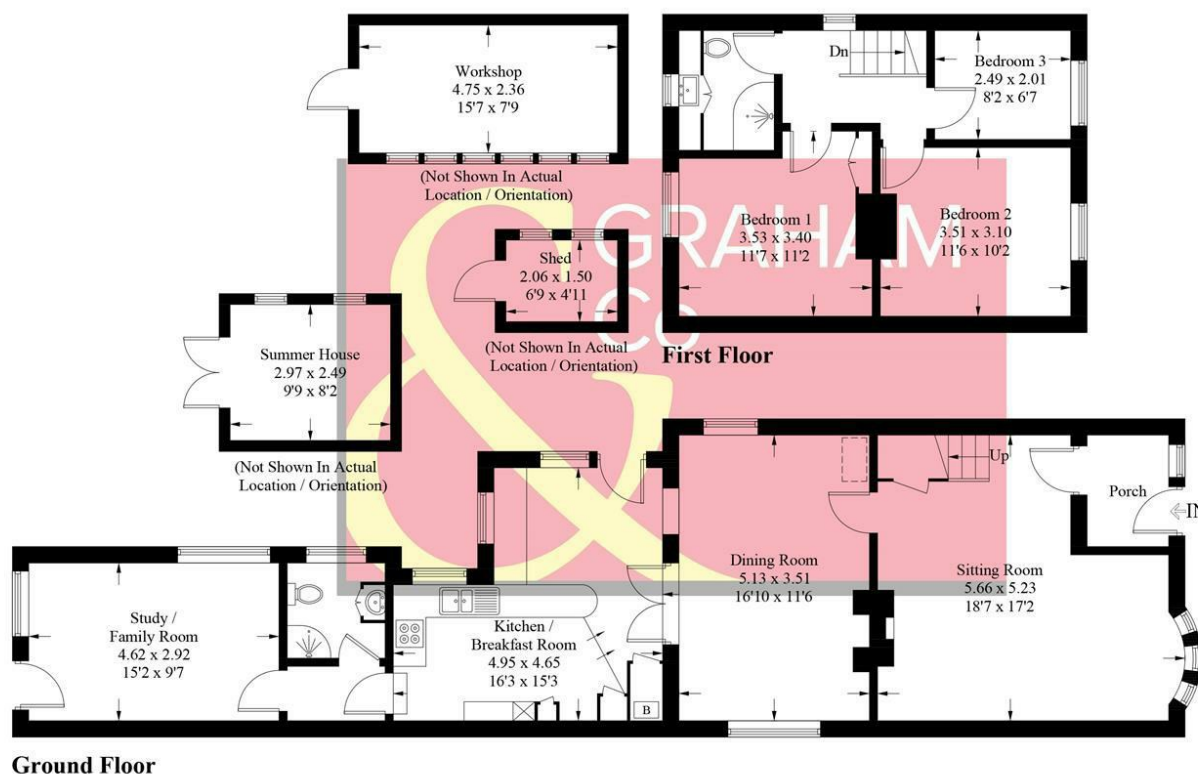 Workshop
4.75 x 2.36
15'7 x 7'9
(Not Shown In Actual
Location / Orientation)
Dn
Bedroom 3
2.49 x 2.01
8'2 x 6'7
Bedroom 1
3.53 x 3.40
11'7 x 11'2
Bedroom 2
3.51 x 3.10
11'6 x 10'2
First Floor
& GRAHAM
Co
Shed
2.06 x 1.50
6'9 x 4'11
(Not Shown In Actual
Location / Orientation)
Summer House
2.97 x 2.49
9'9 x 8'2
(Not Shown In Actual
Location / Orientation)
Up
Porch
IN
Dining Room
5.13 x 3.51
16'10 x 11'6
Sitting Room
5.66 x 5.23
18'7 x 17'2
Study /
Family Room
4.62 x 2.92
15'2 x 9'7
Kitchen /
Breakfast Room
4.95 x 4.65
16'3 x 15'3
B
Ground Floor